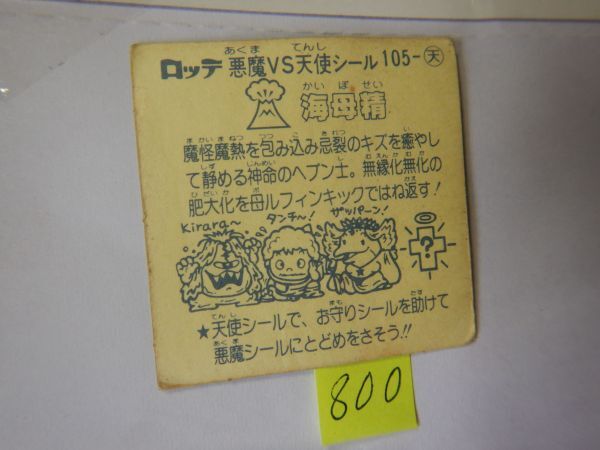 ロッテ 悪魔VS天使シール 105-天
海母精
魔怪魔熱を包み込み忌裂のキズを癒やし
て静める神命のヘブン士。無縁化無化の
肥大化を母ルフィンキックではね返す!
Kirara〜 タンチ〜! ザッパーン!
?
★天使シールで、お守りシールを助けて
悪魔シールにとどめをさそう!!
800